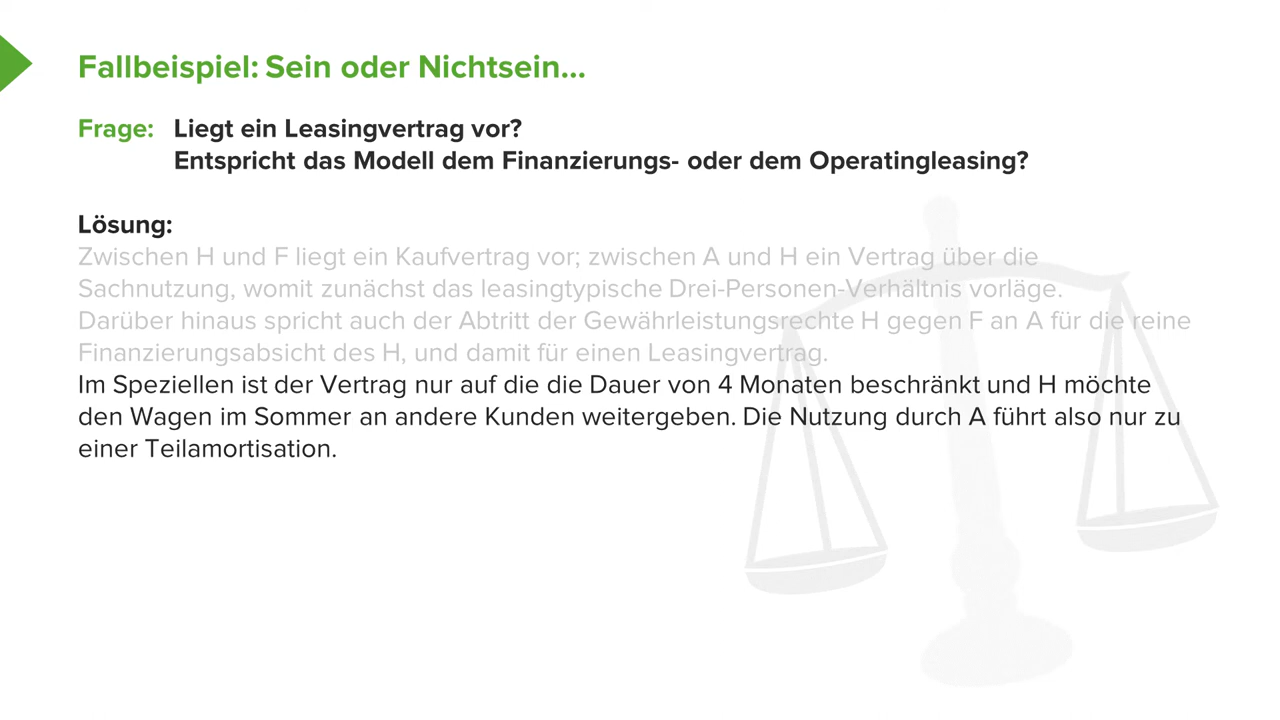 Fallbeispiel: Sein oder Nichtsein...
Frage: Liegt ein Leasingvertrag vor?
Entspricht das Modell dem Finanzierungs- oder dem Operatingleasing?
Lösung:
Zwischen H und F liegt ein Kaufvertrag vor; zwischen A und H ein Vertrag über die
Sachnutzung, womit zunächst das leasingtypische Drei-Personen-Verhältnis vorläge.
Darüber hinaus spricht auch der Abtritt der Gewährleistungsrechte H gegen F an A für die reine
Finanzierungsabsicht des H, und damit für einen Leasingvertrag.
Im Speziellen ist der Vertrag nur auf die die Dauer von 4 Monaten beschränkt und H möchte
den Wagen im Sommer an andere Kunden weitergeben. Die Nutzung durch A führt also nur zu
einer Teilamortisation.